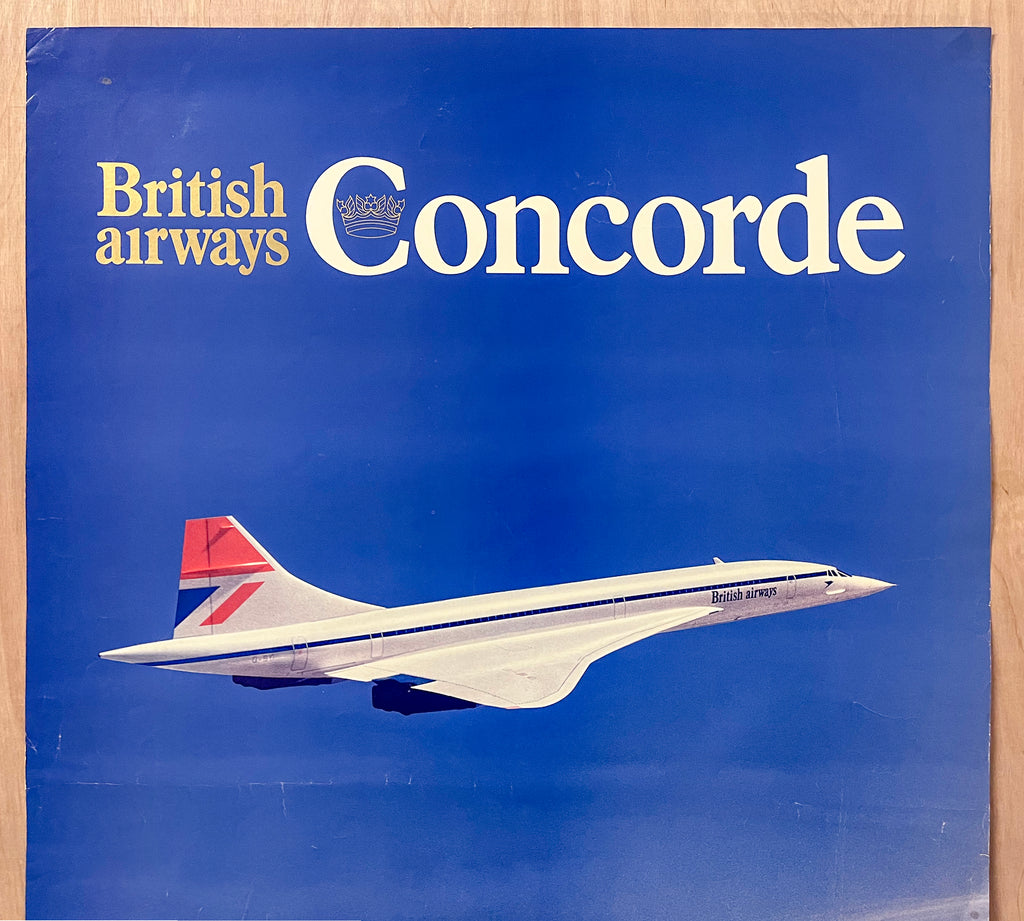 British
airways
Concorde
British airways